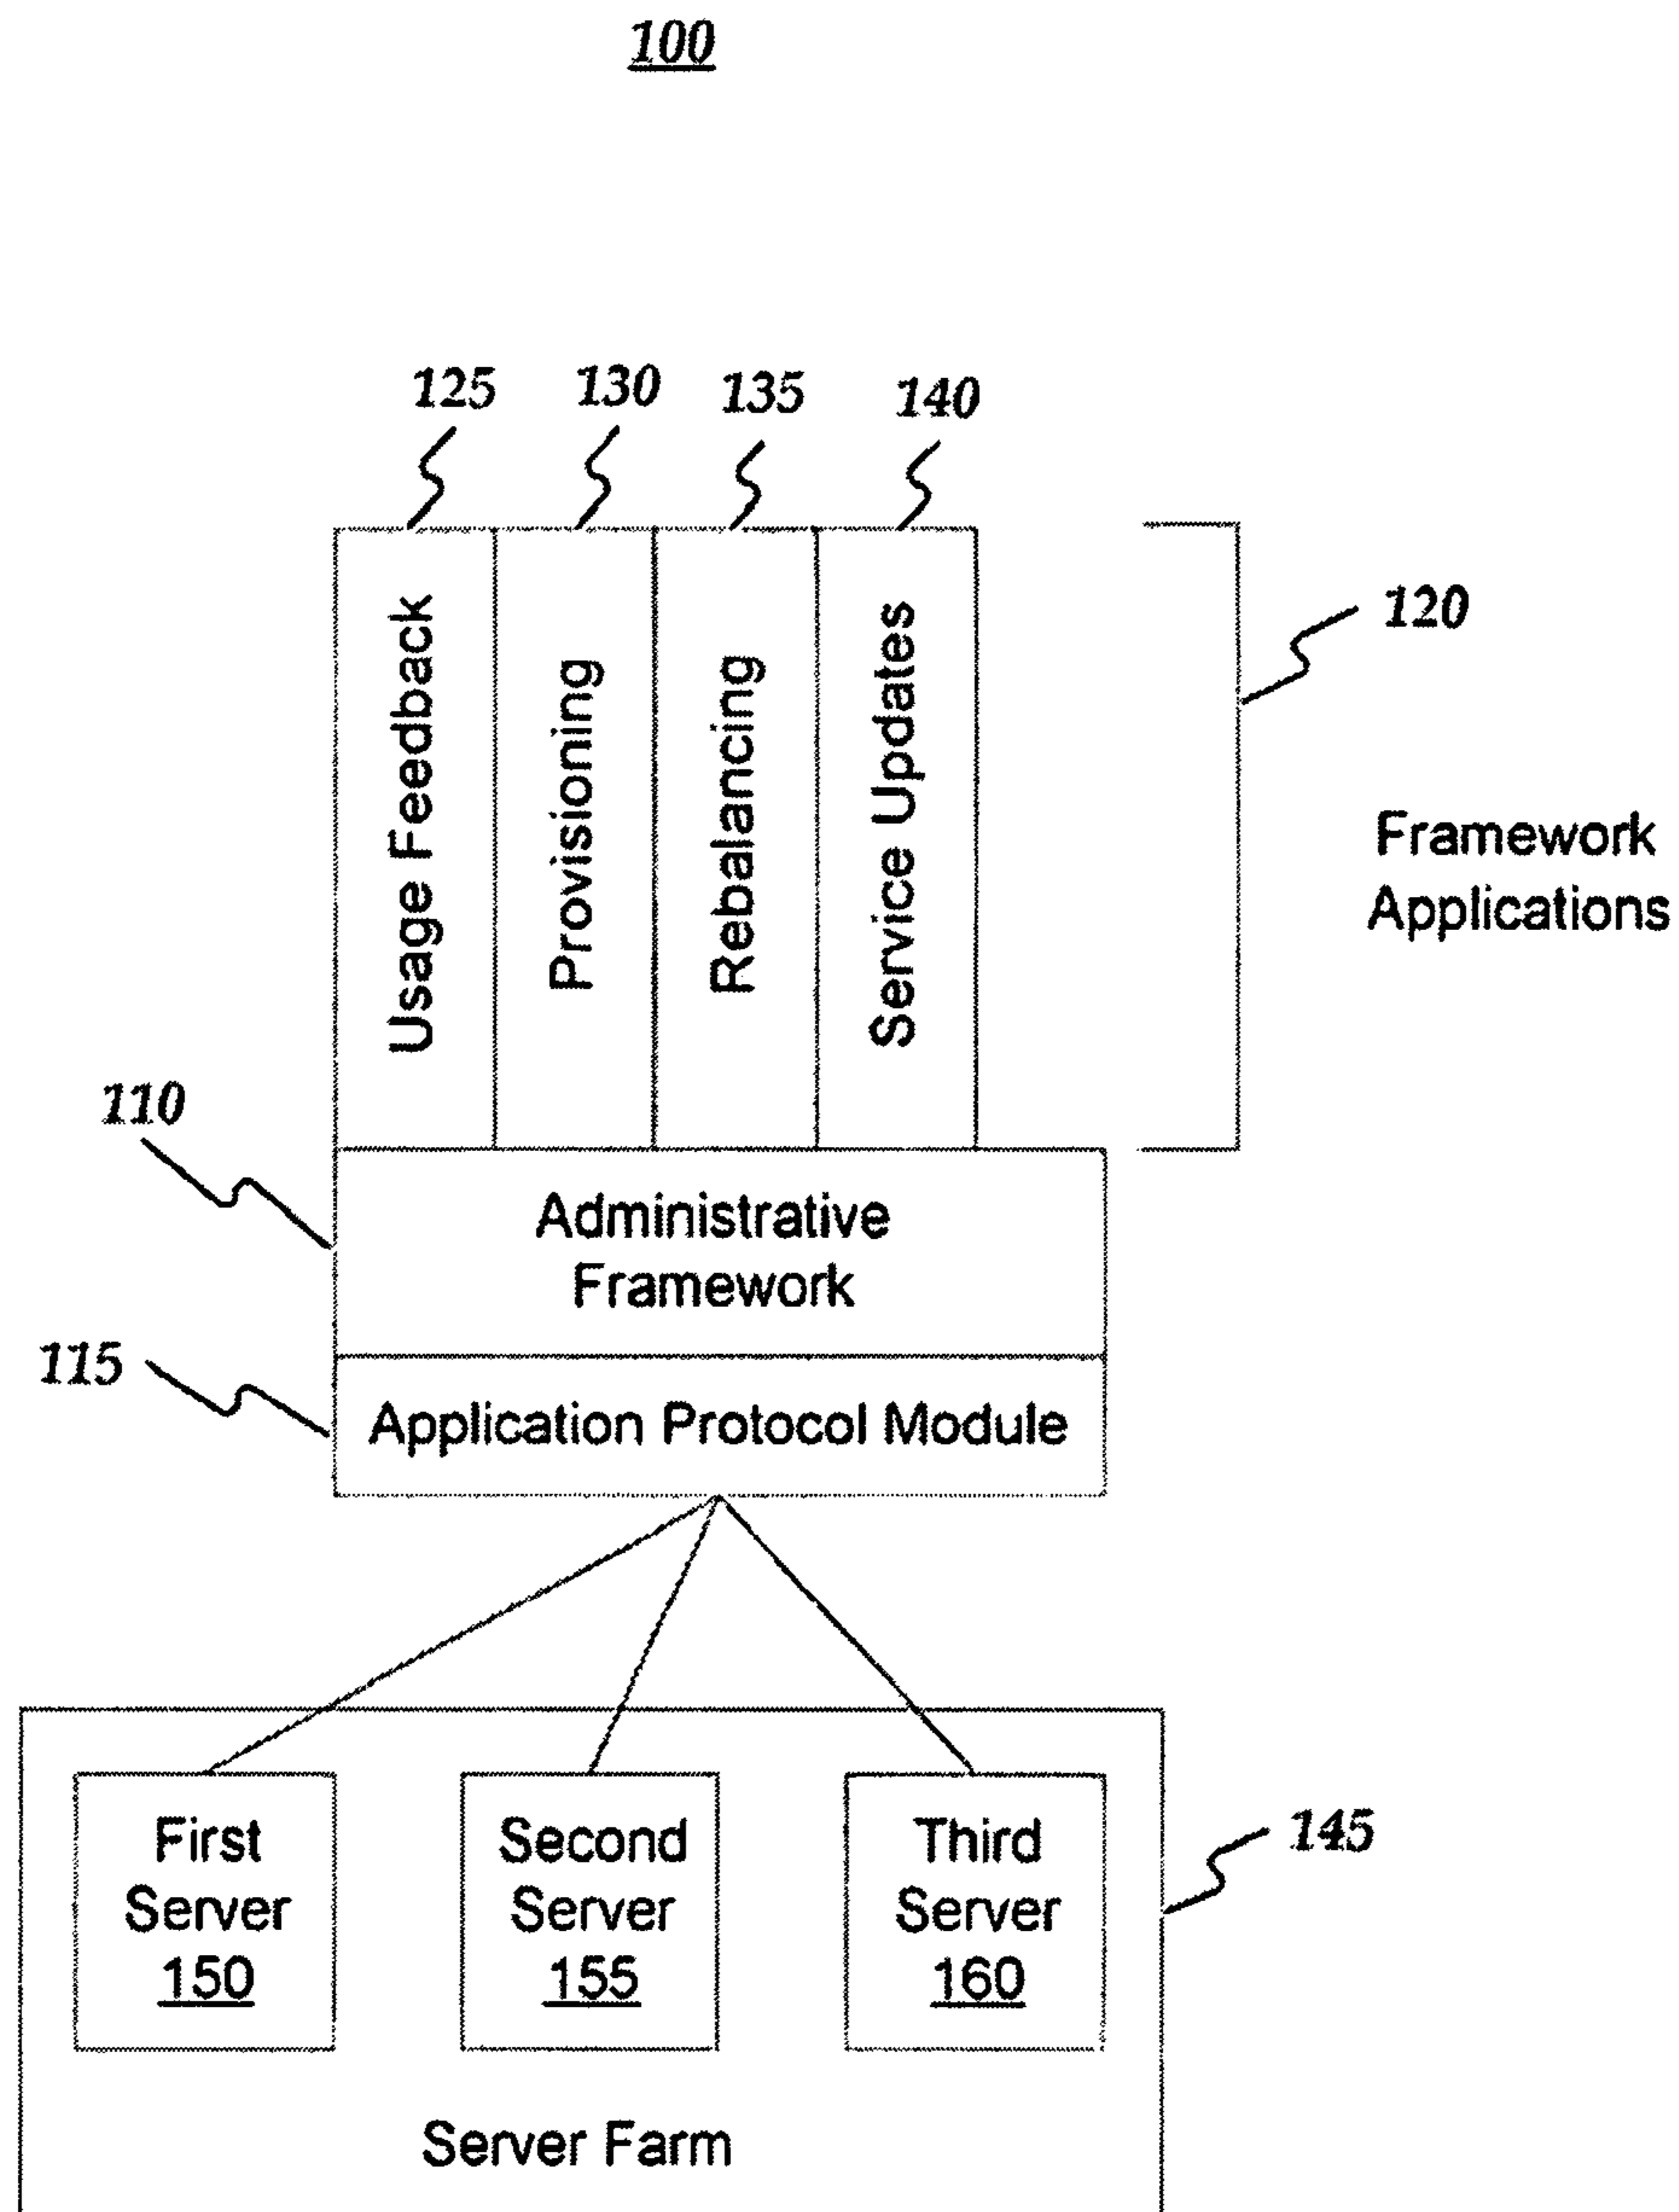 100
125
130
135
140
120
Usage Feedback
Provisioning
Rebalancing
Service Updates
Framework
Applications
110
Administrative
Framework
115
Application Protocol Module
First
Server
150
Second
Server
155
Third
Server
160
145
Server Farm